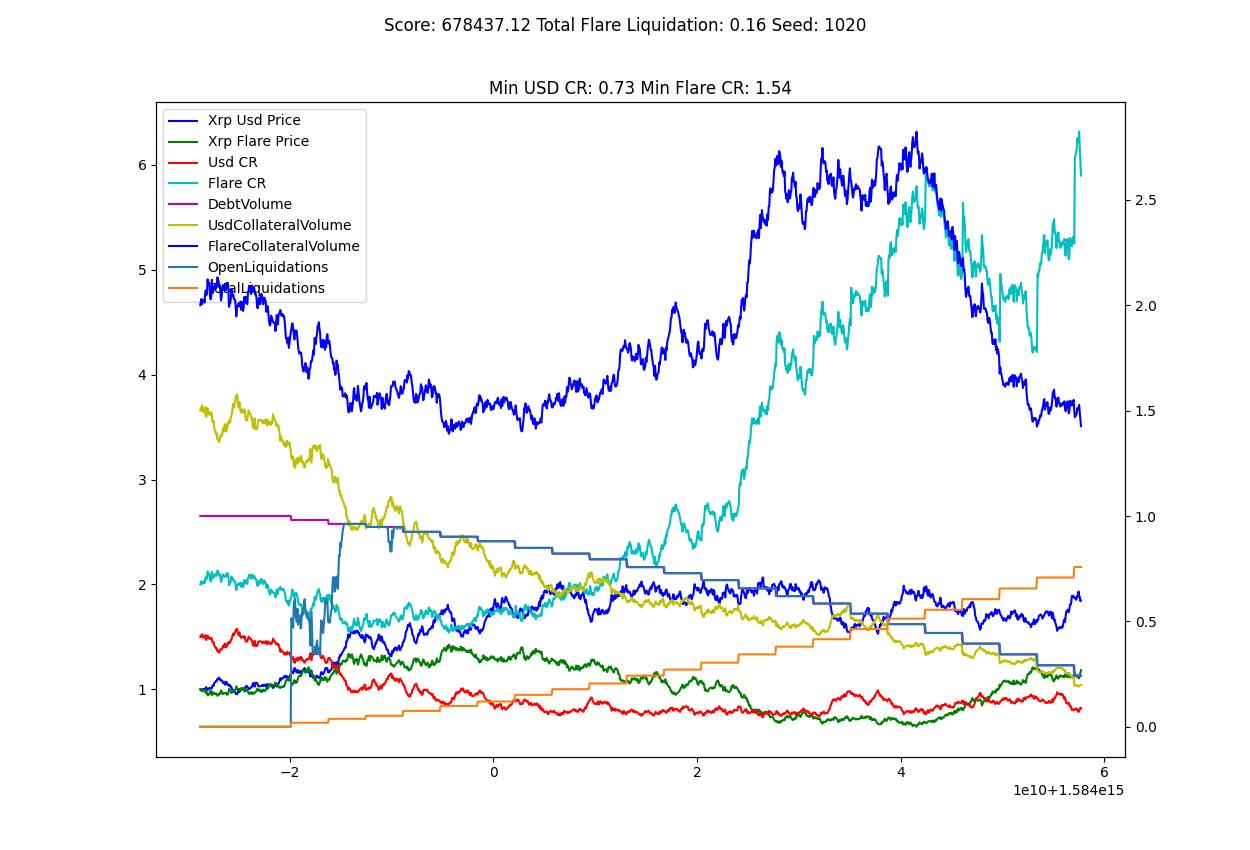 Score: 678437.12 Total Flare Liquidation: 0.16 Seed: 1020
Min USD CR: 0.73 Min Flare CR: 1.54
Xrp Usd Price
Xrp Flare Price
Usd CR
Flare CR
DebtVolume
UsdCollateralVolume
FlareCollateralVolume
OpenLiquidations
TotalLiquidations
6
5
4
3
2
1
2.5
2.0
1.5
1.0
0.5
0.0
−2
0
2
4
6
1e10+1.584e15